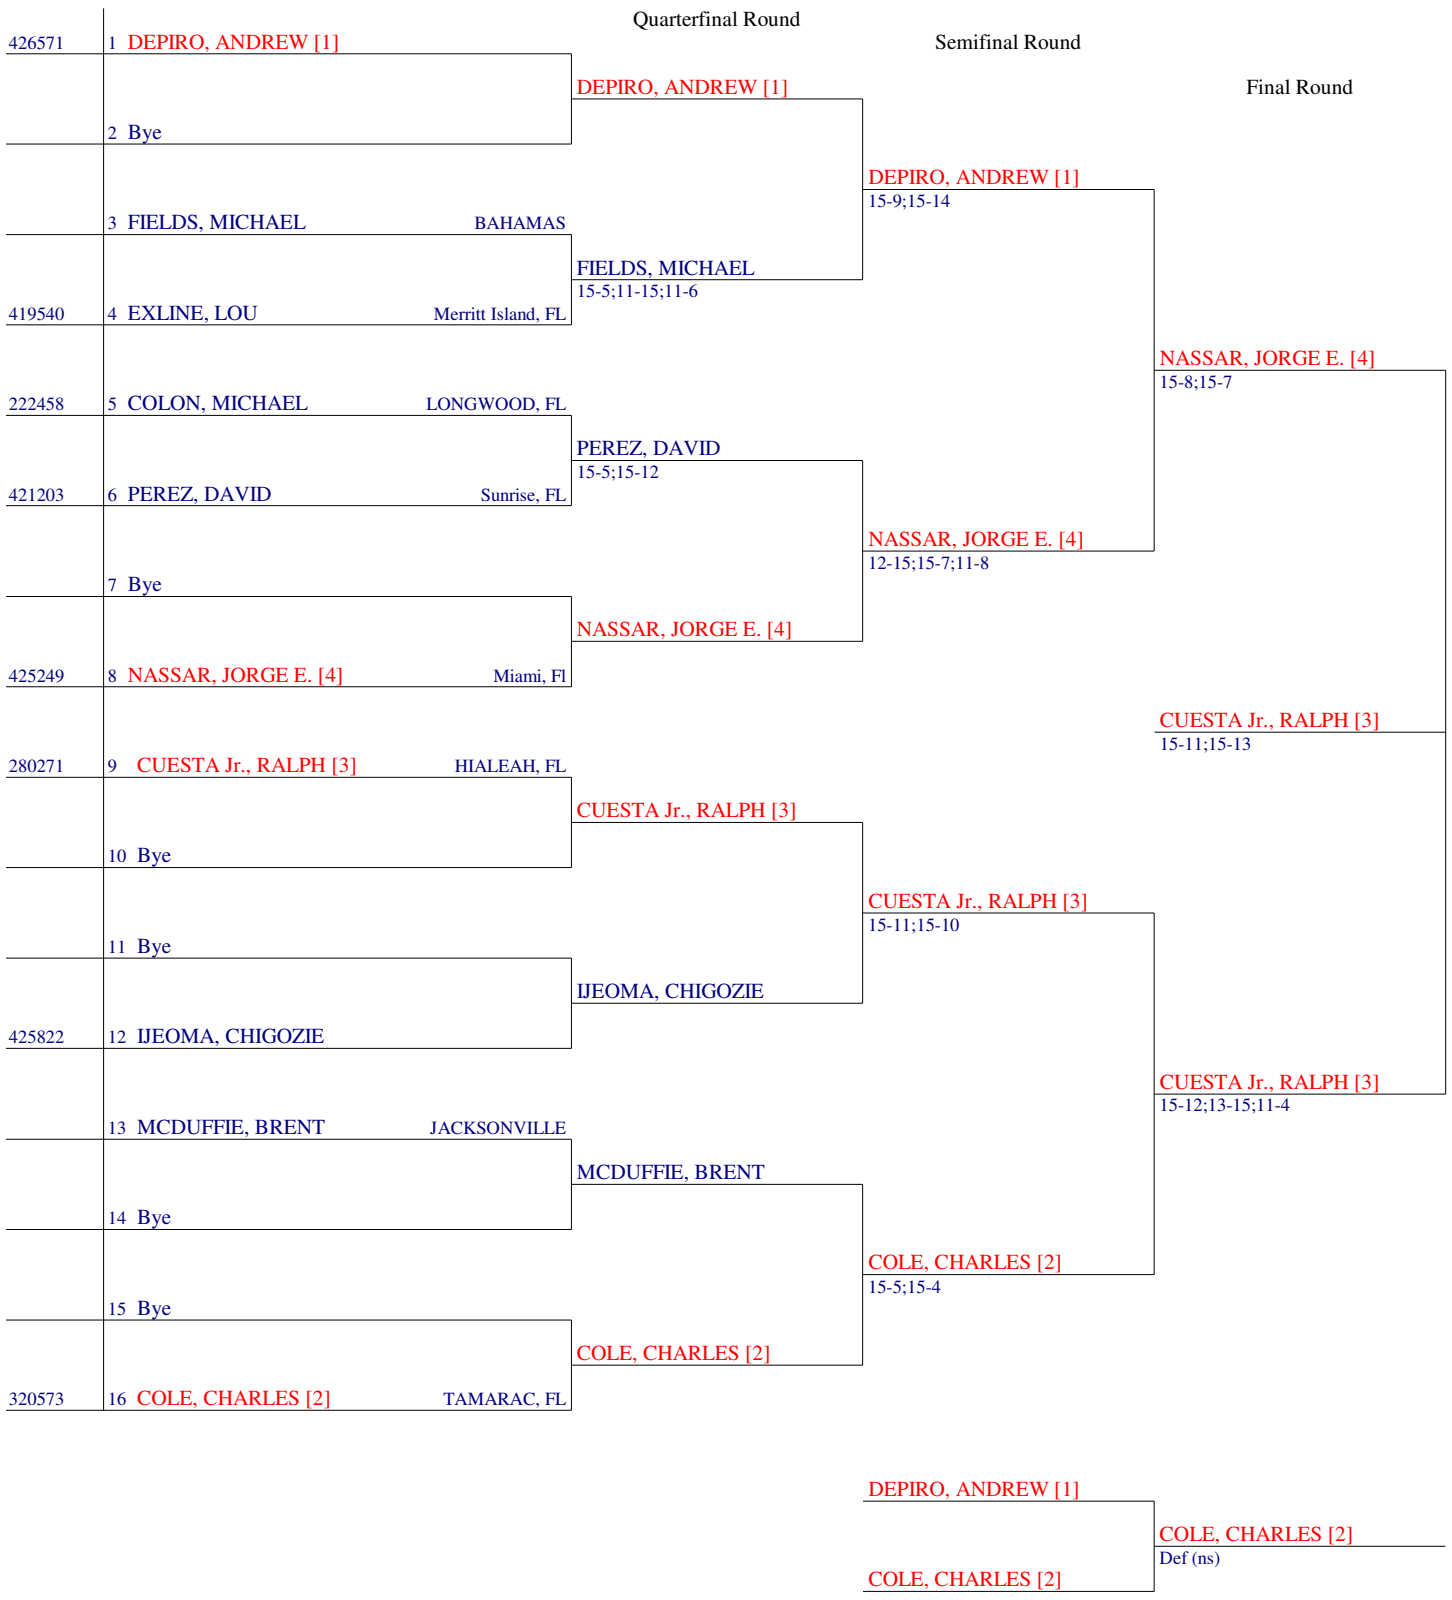 Quarterfinal Round
426571 1 DEPIRO, ANDREW [1]
Semifinal Round
DEPIRO, ANDREW [1]
Final Round
2 Bye
DEPIRO, ANDREW [1]
15-9;15-14
3 FIELDS, MICHAEL BAHAMAS
FIELDS, MICHAEL
15-5;11-15;11-6
419540 4 EXLINE, LOU Merritt Island, FL
NASSAR, JORGE E. [4]
15-8;15-7
222458 5 COLON, MICHAEL LONGWOOD, FL
PEREZ, DAVID
15-5;15-12
421203 6 PEREZ, DAVID Sunrise, FL
NASSAR, JORGE E. [4]
12-15;15-7;11-8
7 Bye
NASSAR, JORGE E. [4]
425249 8 NASSAR, JORGE E. [4] Miami, Fl
CUESTA Jr., RALPH [3]
15-11;15-13
280271 9 CUESTA Jr., RALPH [3] HIALEAH, FL
CUESTA Jr., RALPH [3]
10 Bye
CUESTA Jr., RALPH [3]
15-11;15-10
11 Bye
IJEOMA, CHIGOZIE
425822 12 IJEOMA, CHIGOZIE
CUESTA Jr., RALPH [3]
15-12;13-15;11-4
13 MCDUFFIE, BRENT JACKSONVILLE
MCDUFFIE, BRENT
14 Bye
COLE, CHARLES [2]
15-5;15-4
15 Bye
COLE, CHARLES [2]
320573 16 COLE, CHARLES [2] TAMARAC, FL
DEPIRO, ANDREW [1]
COLE, CHARLES [2]
Def (ns)
COLE, CHARLES [2]